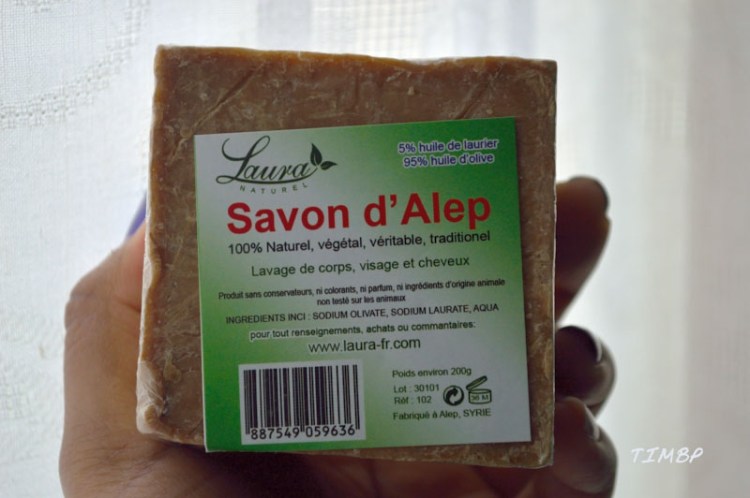 Laura
NATUREL
5% huile de laurier
95% huile d'olive
Savon d'Alep
100% Naturel, végétal, véritable, traditionel
Lavage de corps, visage et cheveux
Produit sans conservateurs, ni colorants, ni parfum, ni ingrédients d'origine animale
non testé sur les animaux
INGREDIENTS INCI : SODIUM OLIVATE, SODIUM LAURATE, AQUA
pour tout renseignements, achats ou commantaires:
www.laura-fr.com
Poids environ 200g
Lot : 30101
Réf : 102
36 M
Fabriqué à Alep, SYRIE
887549 059636
TIMBP